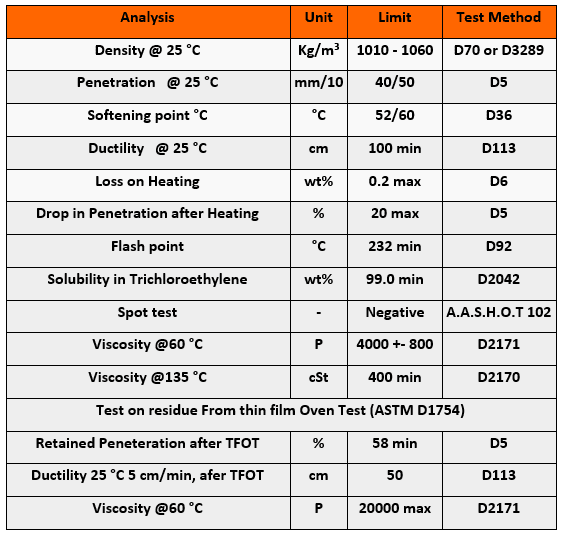 Analysis Unit Limit Test Method
Density @ 25 °C Kg/m³ 1010 - 1060 D70 or D3289
Penetration @ 25 °C mm/10 40/50 D5
Softening point °C °C 52/60 D36
Ductility @ 25 °C cm 100 min D113
Loss on Heating wt% 0.2 max D6
Drop in Penetration after Heating % 20 max D5
Flash point °C 232 min D92
Solubility in Trichloroethylene wt% 99.0 min D2042
Spot test - Negative A.A.S.H.O.T 102
Viscosity @60 °C P 4000 +- 800 D2171
Viscosity @135 °C cSt 400 min D2170
Test on residue From thin film Oven Test (ASTM D1754)
Retained Peneteration after TFOT % 58 min D5
Ductility 25 °C 5 cm/min, afer TFOT cm 50 D113
Viscosity @60 °C P 20000 max D2171